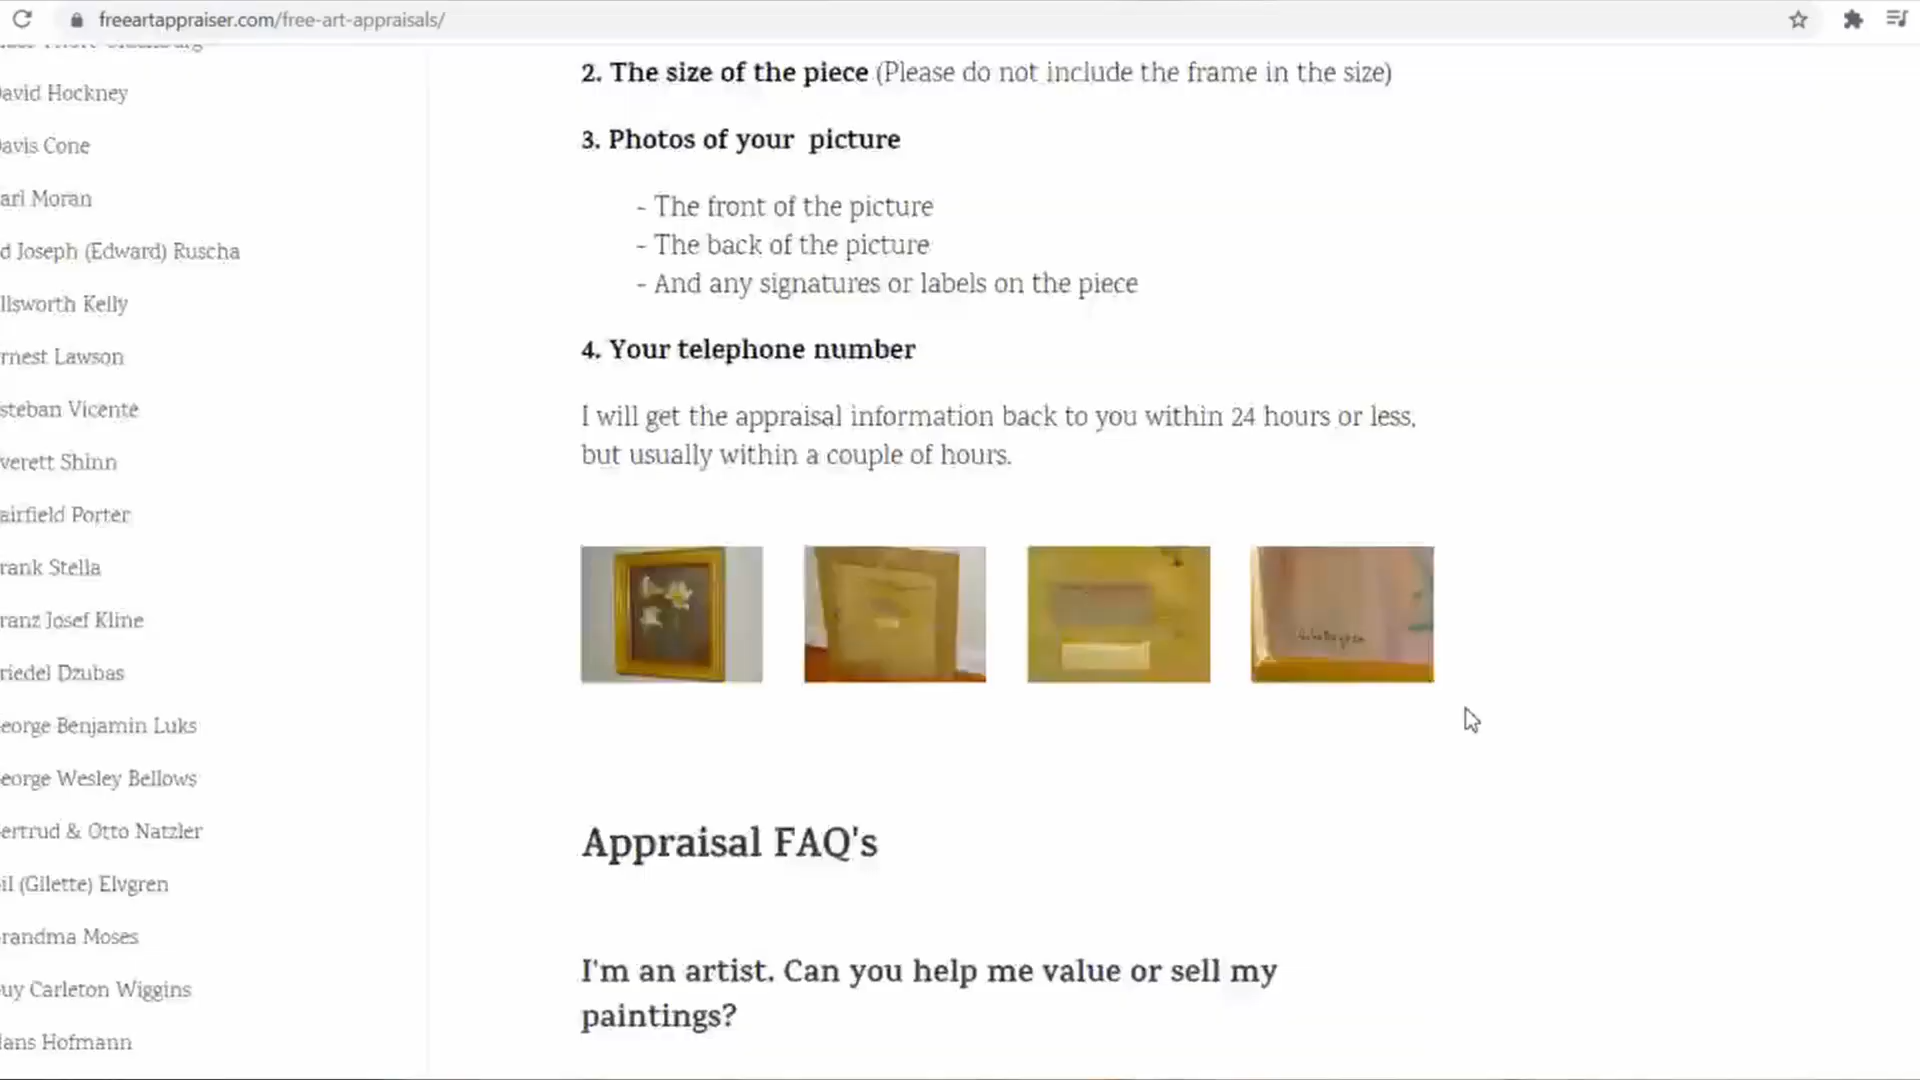 freeartappraiser.com/free-art-appraisals/
avid Hockney
avis Cone
arl Moran
d Joseph (Edward) Ruscha
llsworth Kelly
rnest Lawson
steban Vicente
verett Shinn
airfield Porter
rank Stella
ranz Josef Kline
riedel Dzubas
eorge Benjamin Luks
eorge Wesley Bellows
ertrud & Otto Natzler
il (Gilette) Elvgren
randma Moses
uy Carleton Wiggins
ans Hofmann
2. The size of the piece (Please do not include the frame in the size)
3. Photos of your picture
- The front of the picture
- The back of the picture
- And any signatures or labels on the piece
4. Your telephone number
I will get the appraisal information back to you within 24 hours or less,
but usually within a couple of hours.
Appraisal FAQ's
I'm an artist. Can you help me value or sell my
paintings?